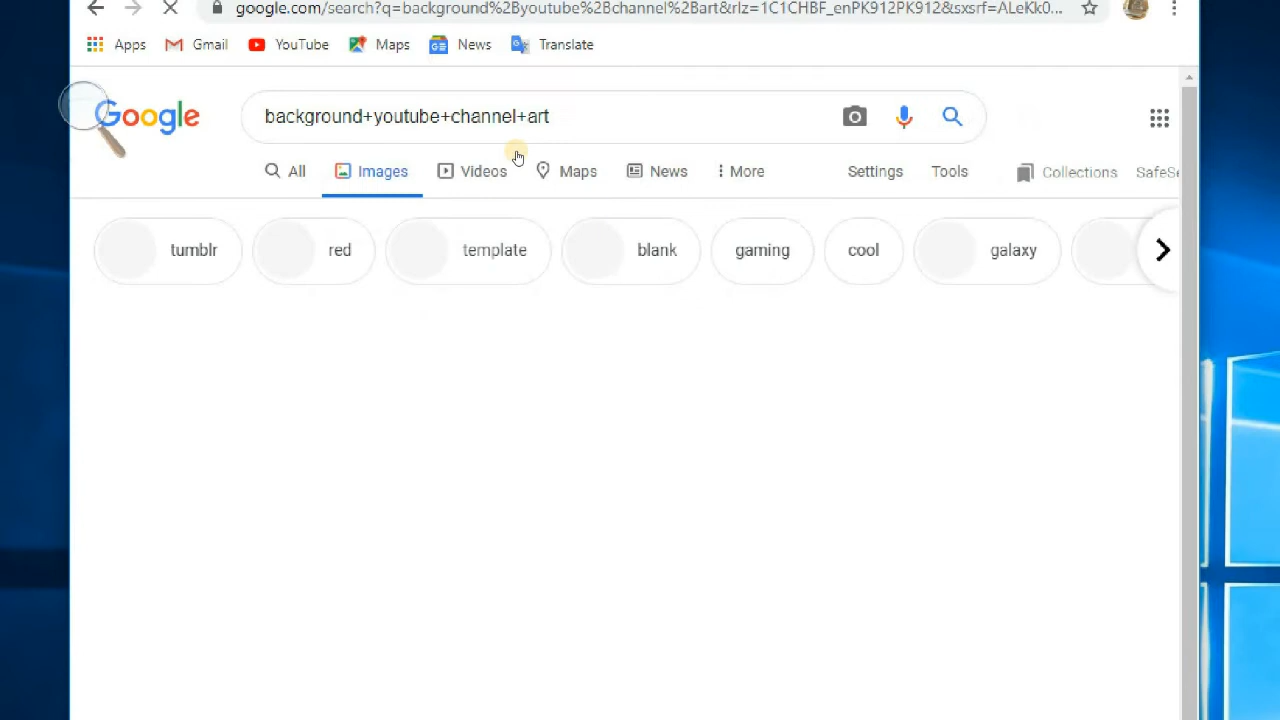 google.com/search?q=background%2Byoutube%2Bchannel%2Bart&rlz=1C1CHBF_enPK912PK912&sxsrf=ALeKk0...
Apps Gmail YouTube Maps News Translate
Google background+youtube+channel+art
All Images Videos Maps News More Settings Tools Collections SafeSe
tumblr red template blank gaming cool galaxy